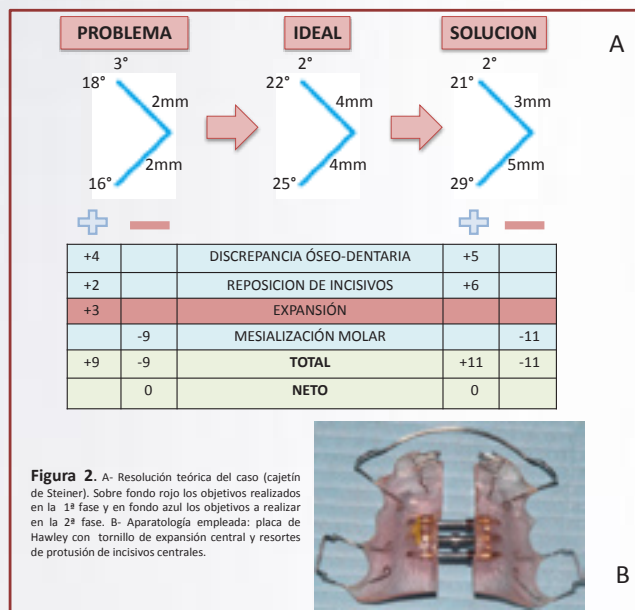 PROBLEMA IDEAL SOLUCION A
3° 2° 2°
18° 22° 21°
2mm 4mm 3mm
2mm 4mm 5mm
16° 25° 29°
+4 DISCREPANCIA ÓSEO-DENTARIA +5
+2 REPOSICION DE INCISIVOS +6
+3 EXPANSIÓN
-9 MESIALIZACIÓN MOLAR -11
+9 -9 TOTAL +11 -11
0 NETO 0
Figura 2. A- Resolución teórica del caso (cajetín
de Steiner). Sobre fondo rojo los objetivos realizados
en la 1ª fase y en fondo azul los objetivos a realizar
en la 2ª fase. B- Aparatología empleada: placa de
Hawley con tornillo de expansión central y resortes
de protusión de incisivos centrales.
B